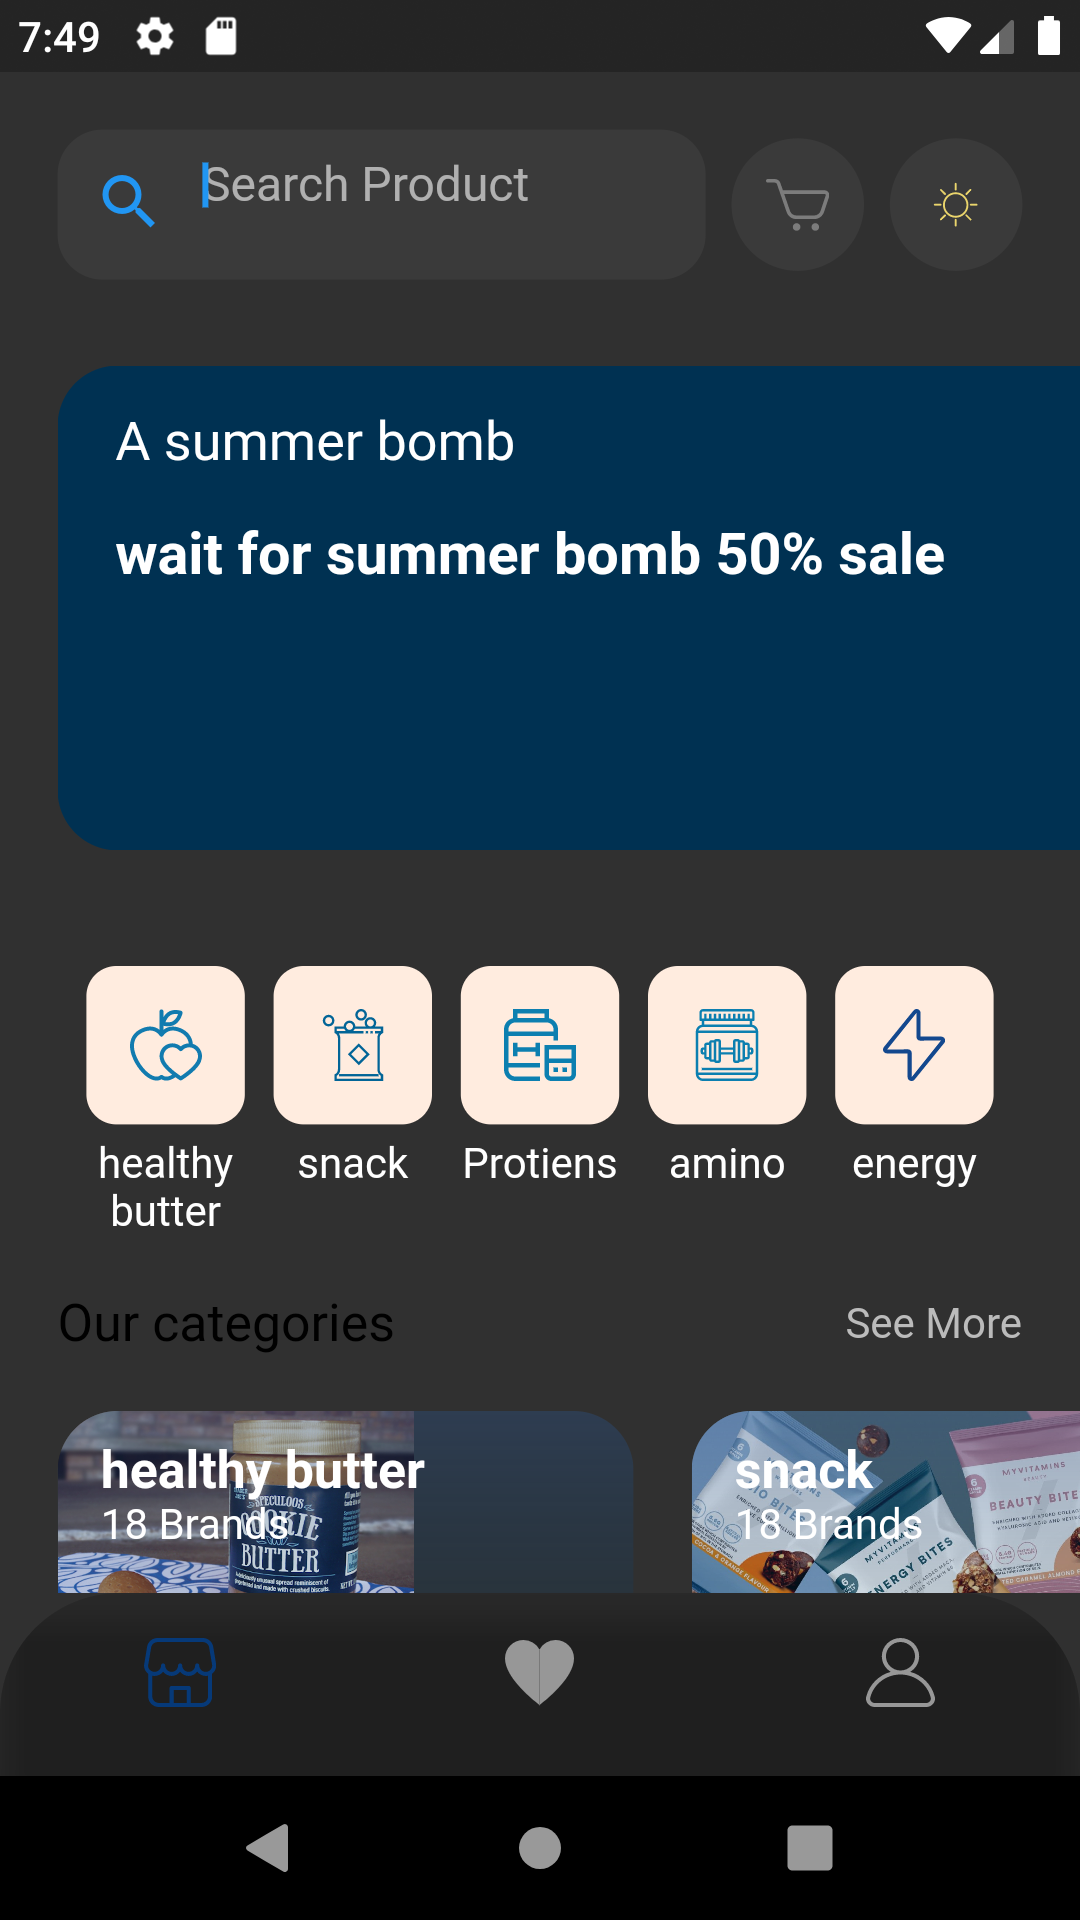 7:49
Search Product
A summer bomb
wait for summer bomb 50% sale
healthy butter
snack
Protiens
amino
energy
Our categories
See More
healthy butter
18 Brands
SPECULOOS
COOKIE
BUTTER
snack
18 Brands
MYVITAMINS
BEAUTY BITE
MYVITAMINS
ENERGY BITES